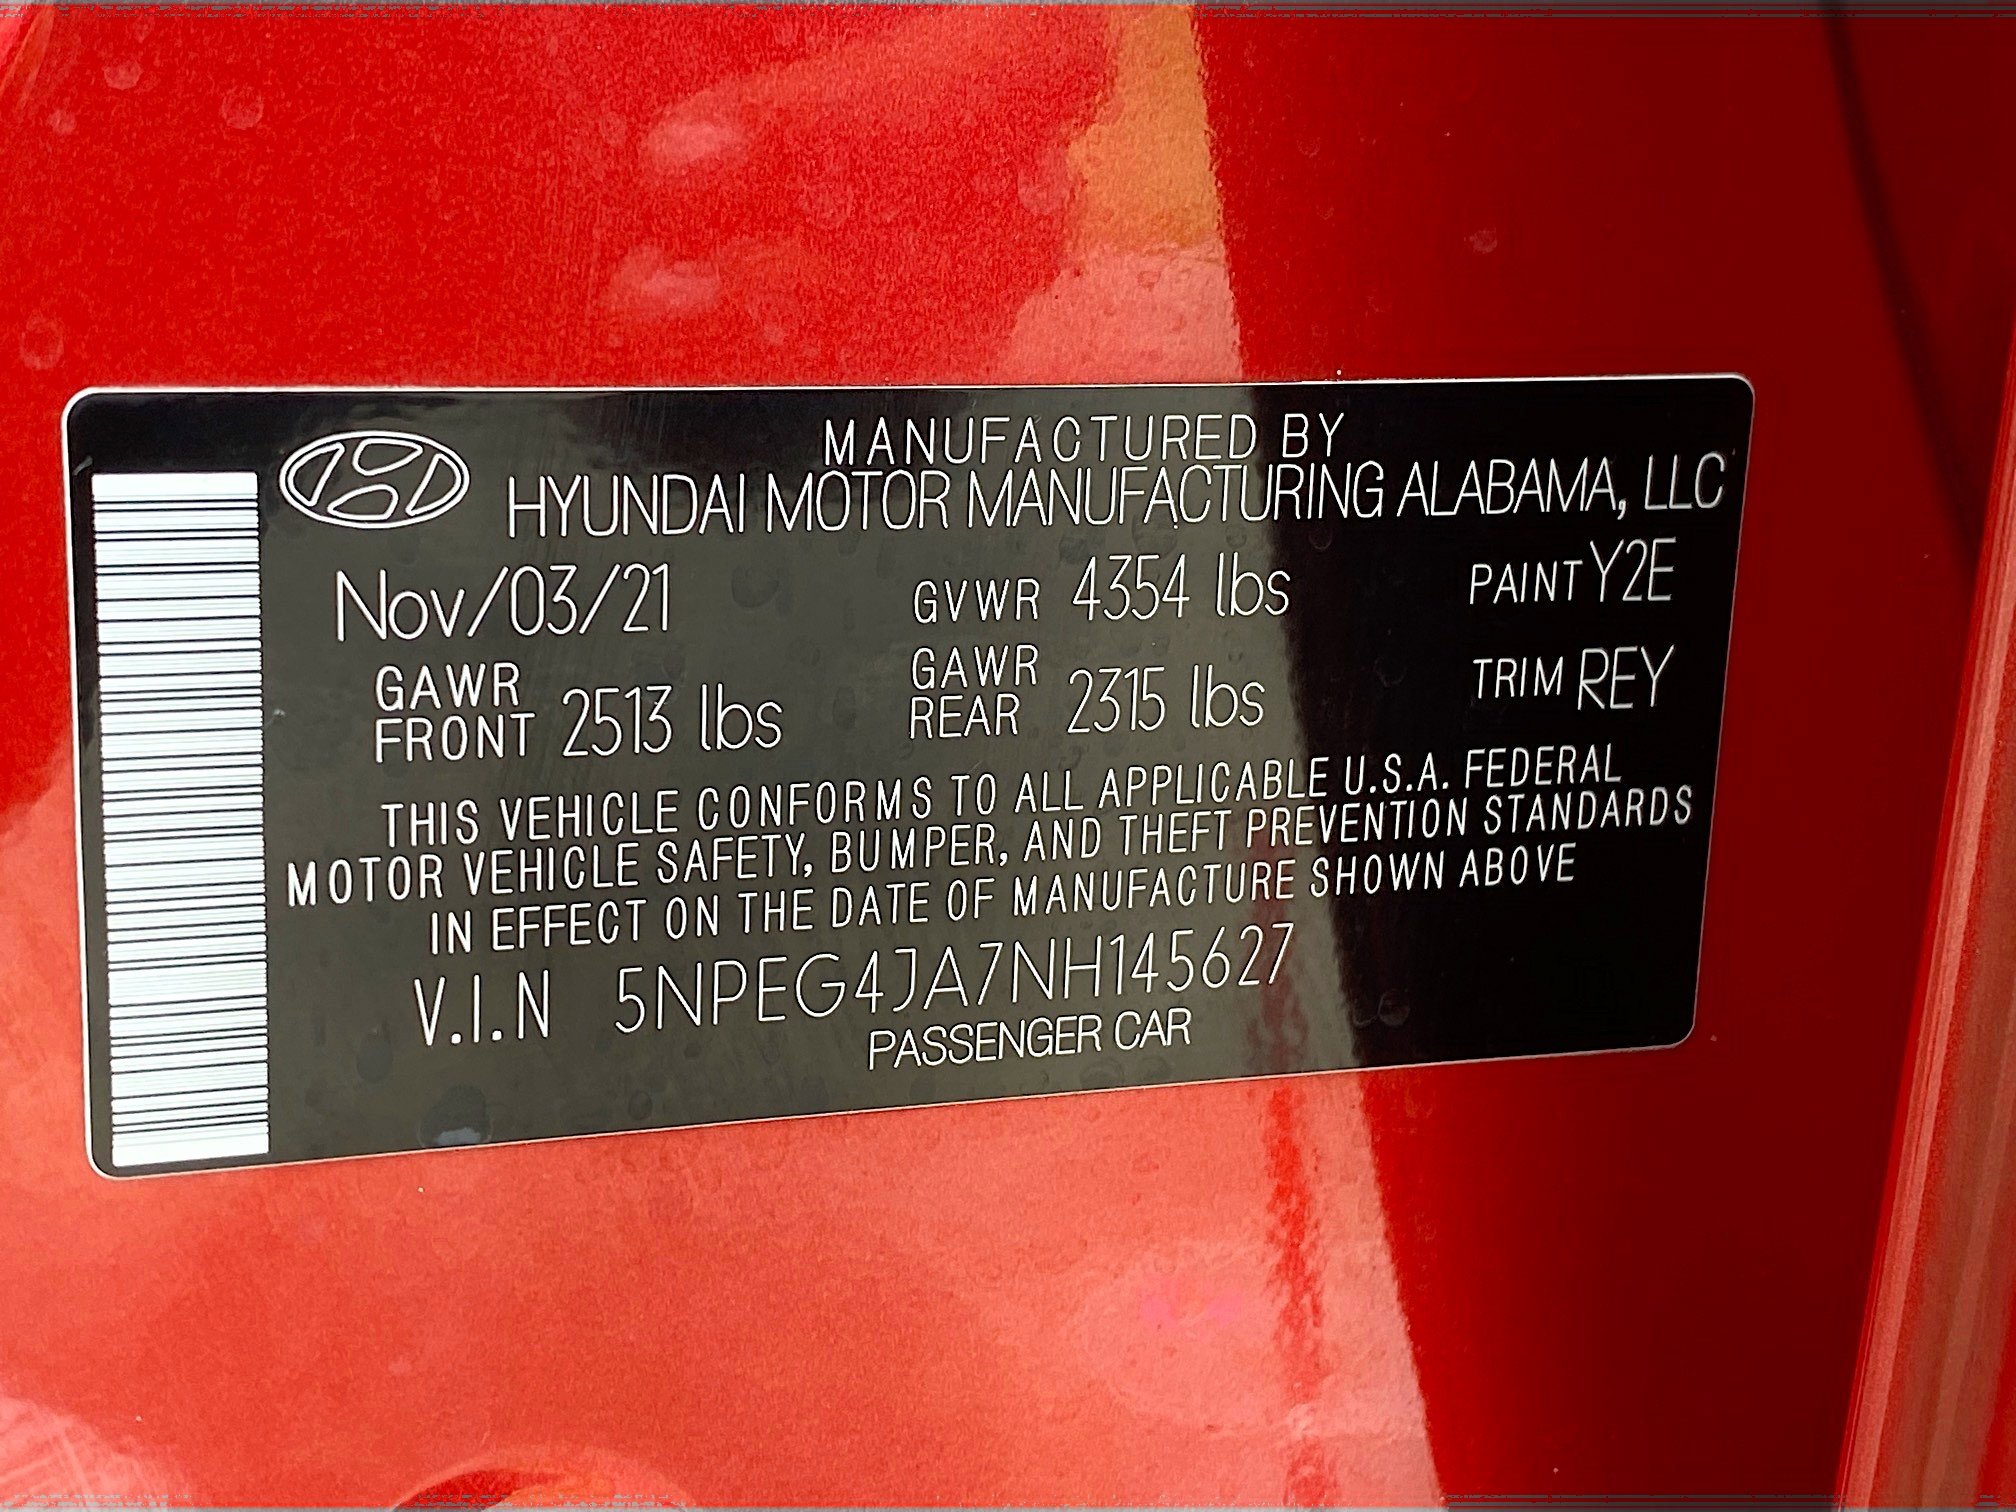 MANUFACTURED BY
HYUNDAI MOTOR MANUFACTURING ALABAMA, LLC
Nov/03/21 GVWR 4354 lbs PAINT Y2E
GAWR FRONT 2513 lbs GAWR REAR 2315 lbs TRIM REY
THIS VEHICLE CONFORMS TO ALL APPLICABLE U.S.A. FEDERAL
MOTOR VEHICLE SAFETY, BUMPER, AND THEFT PREVENTION STANDARDS
IN EFFECT ON THE DATE OF MANUFACTURE SHOWN ABOVE
V.I.N 5NPEG4JA7NH145627
PASSENGER CAR